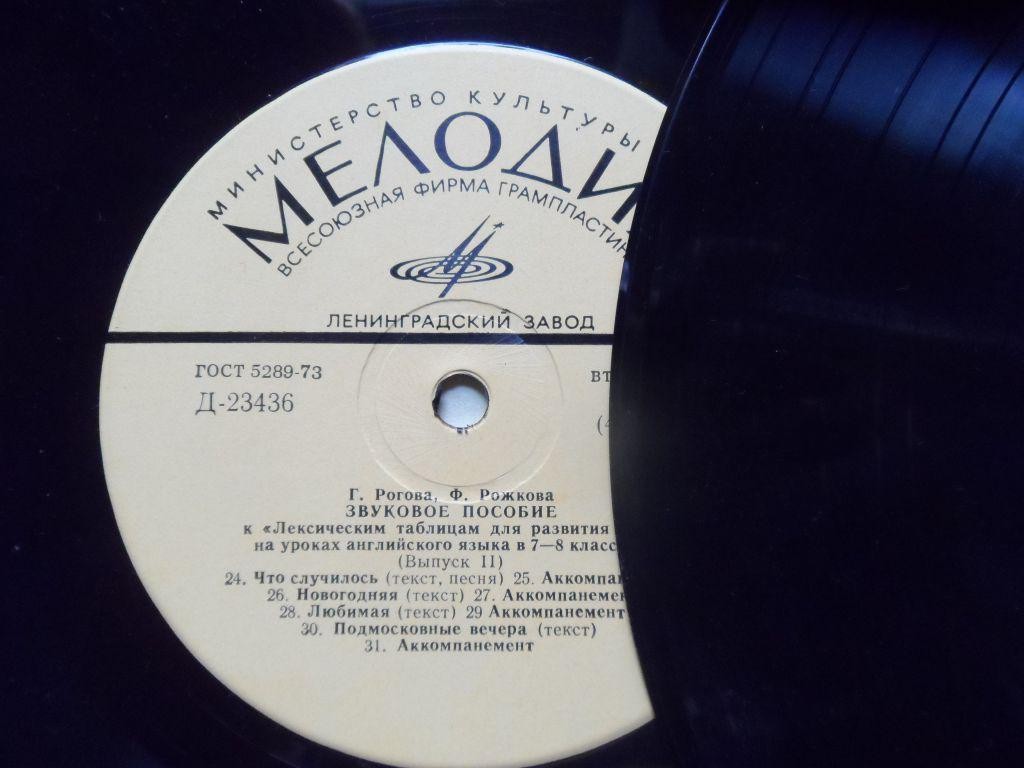 МИНИСТЕРСТВО КУЛЬТУРЫ
МЕЛОДИ
ВСЕСОЮЗНАЯ ФИРМА ГРАМПЛАСТИН
ЛЕНИНГРАДСКИЙ ЗАВОД
ГОСТ 5289-73 ВТ
Д-23436
Г. Рогова, Ф. Рожкова
ЗВУКОВОЕ ПОСОБИЕ
к «Лексическим таблицам для развития
на уроках английского языка в 7—8 класс
(Выпуск II)
24. Что случилось (текст, песня) 25. Аккомпан
26. Новогодняя (текст) 27. Аккомпанемен
28. Любимая (текст) 29 Аккомпанемент
30. Подмосковные вечера (текст)
31. Аккомпанемент